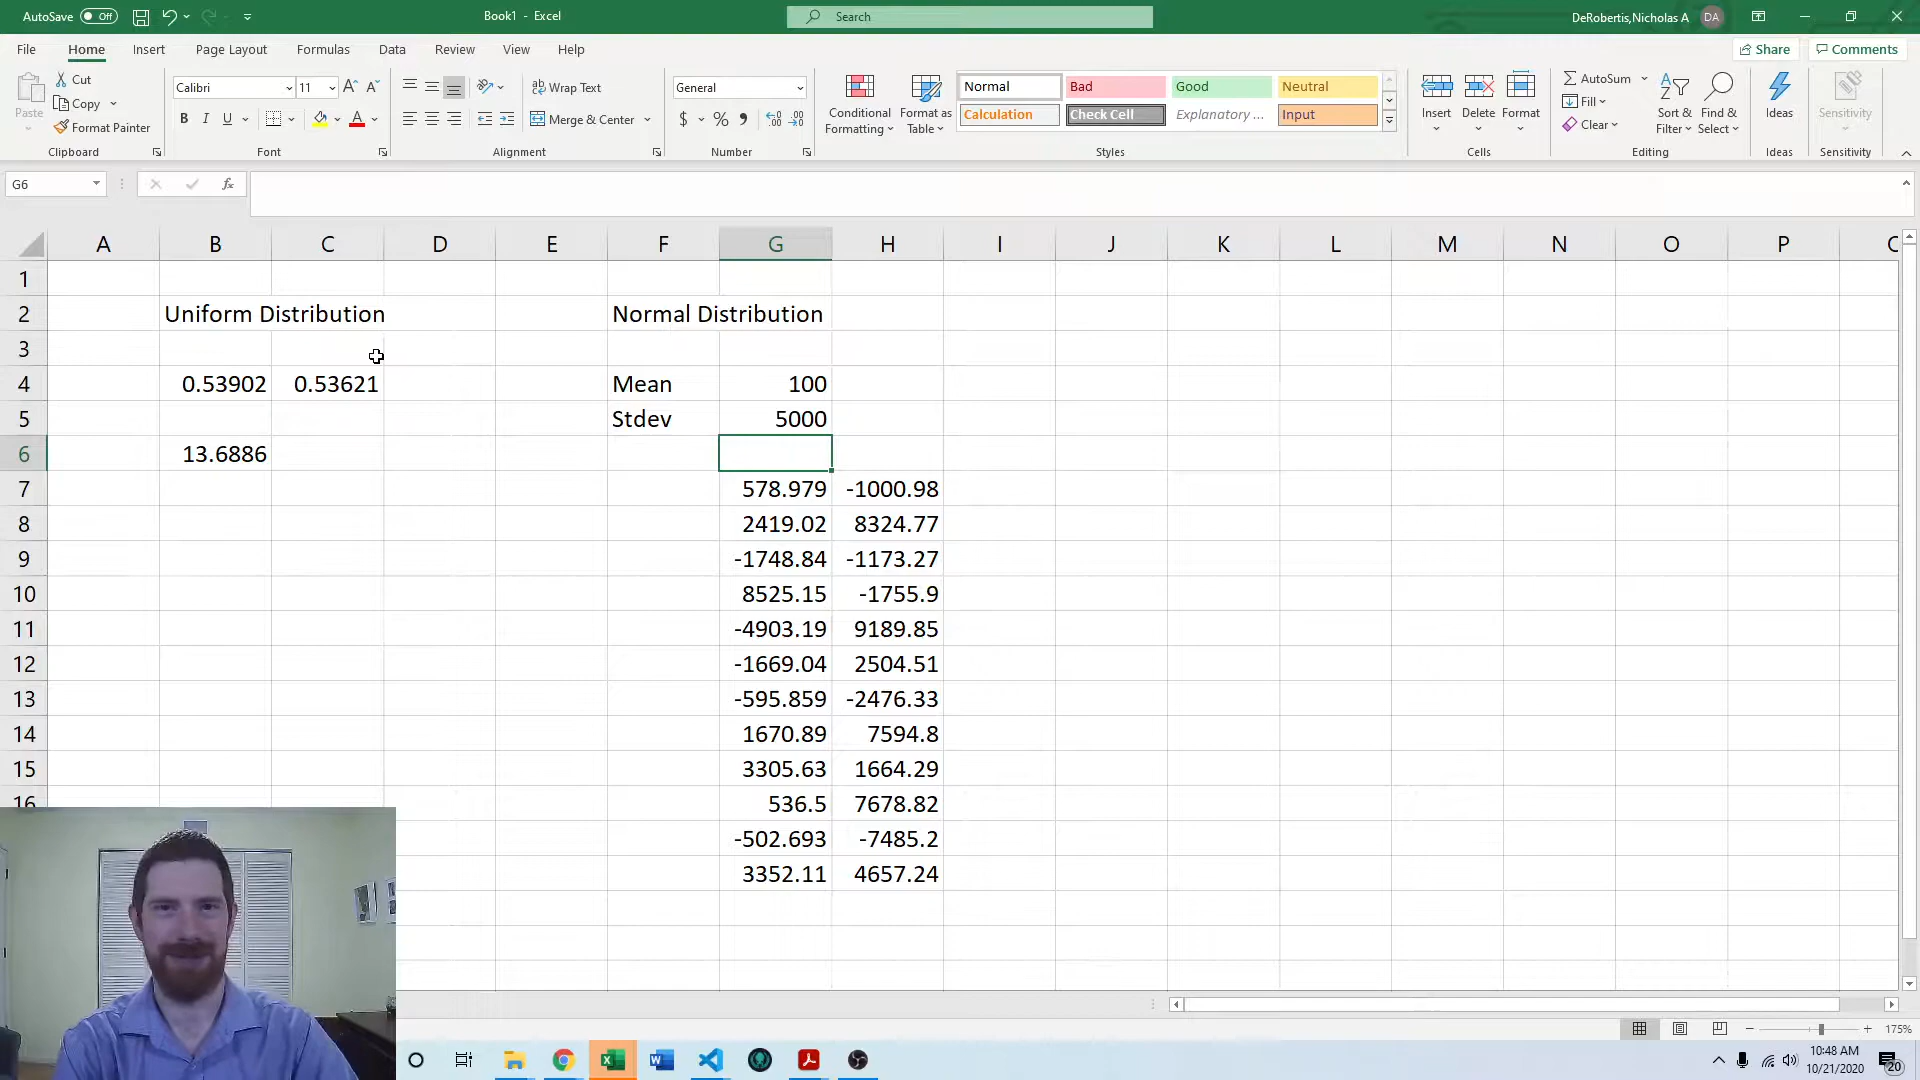 AutoSave Off
Book1 - Excel
Search
DeRobertis,Nicholas A DA
File Home Insert Page Layout Formulas Data Review View Help
Share Comments
Paste
Cut
Copy
Format Painter
Clipboard
Calibri 11
B I U
Font
Wrap Text
Merge & Center
Alignment
General
$ % 9
Number
Conditional Formatting
Format as Table
Normal Bad Good Neutral
Calculation Check Cell Explanatory ... Input
Styles
Insert Delete Format
Cells
AutoSum
Fill
Clear
Sort & Filter
Find & Select
Editing
Ideas
Ideas
Sensitivity
Sensitivity
G6 fx
A B C D E F G H I J K L M N O P
1
2 Uniform Distribution Normal Distribution
3
4 0.53902 0.53621 Mean 100
5 Stdev 5000
6 13.6886
7 578.979 -1000.98
8 2419.02 8324.77
9 -1748.84 -1173.27
10 8525.15 -1755.9
11 -4903.19 9189.85
12 -1669.04 2504.51
13 -595.859 -2476.33
14 1670.89 7594.8
15 3305.63 1664.29
16 536.5 7678.82
-502.693 -7485.2
3352.11 4657.24
175%
10:48 AM
10/21/2020
20